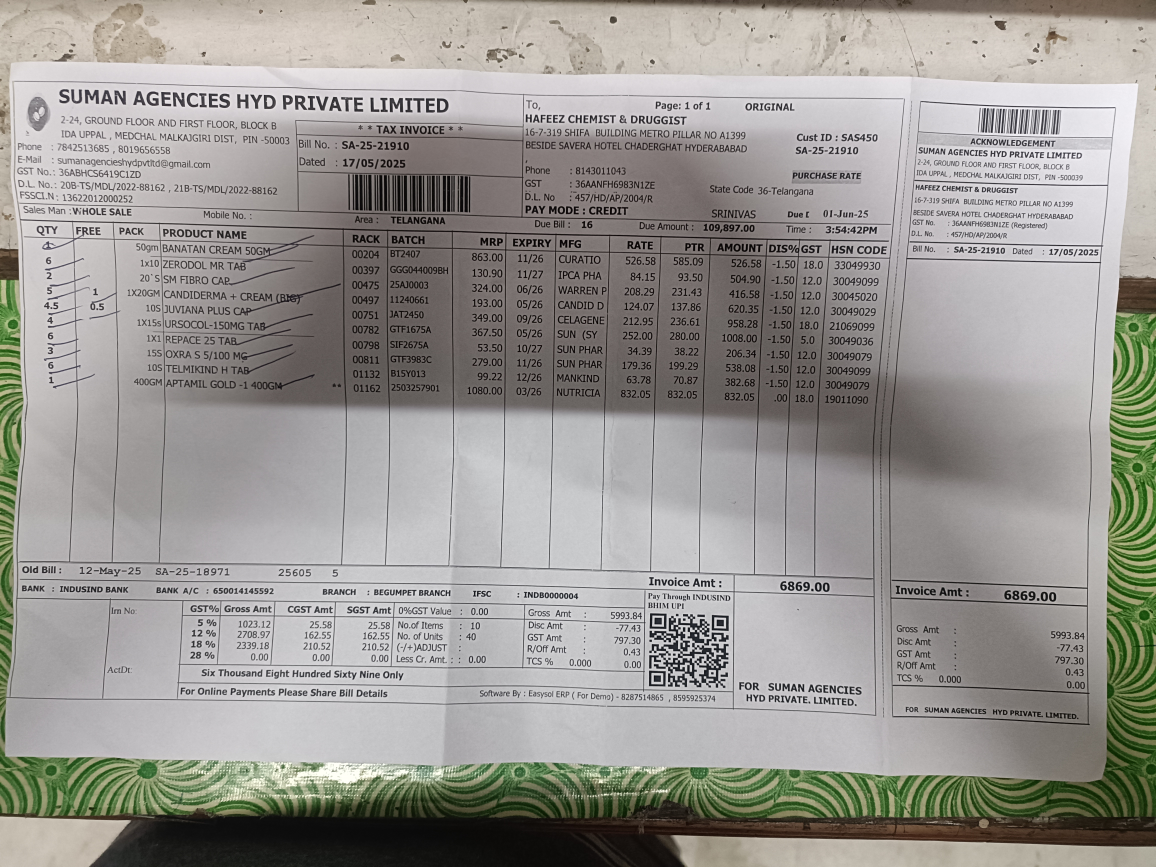 SUMAN AGENCIES HYD PRIVATE LIMITED
2-24, GROUND FLOOR AND FIRST FLOOR, BLOCK B
IDA UPPAL , MEDCHAL MALKAJGIRI DIST, PIN -50003
Phone : 7842513685 , 8019656558
E-Mail : sumanagencieshydpvtltd@gmail.com
GST No.: 36ABHCS6419C1ZD
D.L. No.: 20B-TS/MDL/2022-88162 , 21B-TS/MDL/2022-88162
FSSCI.N : 13622012000252
* * TAX INVOICE * *
Bill No. : SA-25-21910
Dated : 17/05/2025
To,
HAFEEZ CHEMIST & DRUGGIST
16-7-319 SHIFA BUILDING METRO PILLAR NO A1399
BESIDE SAVERA HOTEL CHADERGHAT HYDERABABAD
,
Phone : 8143011043
GST : 36AANFH6983N1ZE
D.L. No : 457/HD/AP/2004/R
PAY MODE : CREDIT
Page: 1 of 1 ORIGINAL
Cust ID : SAS450
SA-25-21910
PURCHASE RATE
State Code 36-Telangana
SRINIVAS Due D 01-Jun-25
Sales Man : WHOLE SALE Mobile No. : Area : TELANGANA Due Bill : 16 Due Amount : 109,897.00 Time : 3:54:42PM
QTY FREE PACK PRODUCT NAME RACK BATCH MRP EXPIRY MFG RATE PTR AMOUNT DIS% GST HSN CODE
1 50gm BANATAN CREAM 50GM 00204 BT2407 863.00 11/26 CURATIO 526.58 585.09 526.58 -1.50 18.0 33049930
6 1x10 ZERODOL MR TAB 00397 GGG044009BH 130.90 11/27 IPCA PHA 84.15 93.50 504.90 -1.50 12.0 30049099
2 20`S SM FIBRO CAP 00475 25AJ0003 324.00 06/26 WARREN P 208.29 231.43 416.58 -1.50 12.0 30045020
5 1 1X20GM CANDIDERMA + CREAM (BIG) 00497 11240661 193.00 05/26 CANDID D 124.07 137.86 620.35 -1.50 12.0 30049029
4.5 0.5 10S JUVIANA PLUS CAP 00751 JAT2450 349.00 09/26 CELAGENE 212.95 236.61 958.28 -1.50 18.0 21069099
4 1X15s URSOCOL-150MG TAB 00782 GTF1675A 367.50 05/26 SUN (SY 252.00 280.00 1008.00 -1.50 5.0 30049036
6 1X1 REPACE 25 TAB 00798 SIF2675A 53.50 10/27 SUN PHAR 34.39 38.22 206.34 -1.50 12.0 30049079
3 15S OXRA S 5/100 MG 00811 GTF3983C 279.00 11/26 SUN PHAR 179.36 199.29 538.08 -1.50 12.0 30049099
6 10S TELMIKIND H TAB 01132 B15Y013 99.22 12/26 MANKIND 63.78 70.87 382.68 -1.50 12.0 30049079
1 400GM APTAMIL GOLD -1 400GM ** 01162 2503257901 1080.00 03/26 NUTRICIA 832.05 832.05 832.05 .00 18.0 19011090
Old Bill : 12-May-25 SA-25-18971 25605 5
Invoice Amt : 6869.00
BANK : INDUSIND BANK BANK A/C : 650014145592 BRANCH : BEGUMPET BRANCH IFSC : INDB0000004
Irn No:
ActDt:
GST% Gross Amt CGST Amt SGST Amt
5 % 1023.12 25.58 25.58
12 % 2708.97 162.55 162.55
18 % 2339.18 210.52 210.52
28 % 0.00 0.00 0.00
0%GST Value : 0.00
No.of Items : 10
No. of Units : 40
(-/+)ADJUST :
Less Cr. Amt. : : 0.00
Gross Amt : 5993.84
Disc Amt : -77.43
GST Amt : 797.30
R/Off Amt : 0.43
TCS % 0.000 0.00
Pay Through INDUSIND
BHIM UPI
Six Thousand Eight Hundred Sixty Nine Only
For Online Payments Please Share Bill Details
Software By : Easysol ERP ( For Demo) - 8287514865 , 8595925374
FOR SUMAN AGENCIES
HYD PRIVATE. LIMITED.
ACKNOWLEDGEMENT
SUMAN AGENCIES HYD PRIVATE LIMITED
2-24, GROUND FLOOR AND FIRST FLOOR, BLOCK B
IDA UPPAL , MEDCHAL MALKAJGIRI DIST, PIN -500039
HAFEEZ CHEMIST & DRUGGIST
16-7-319 SHIFA BUILDING METRO PILLAR NO A1399
BESIDE SAVERA HOTEL CHADERGHAT HYDERABABAD
GST No. : 36AANFH6983N1ZE (Registered)
D.L. No. : 457/HD/AP/2004/R
Bill No. : SA-25-21910 Dated : 17/05/2025
Invoice Amt : 6869.00
Gross Amt : 5993.84
Disc Amt : -77.43
GST Amt : 797.30
R/Off Amt : 0.43
TCS % 0.000 0.00
FOR SUMAN AGENCIES HYD PRIVATE. LIMITED.